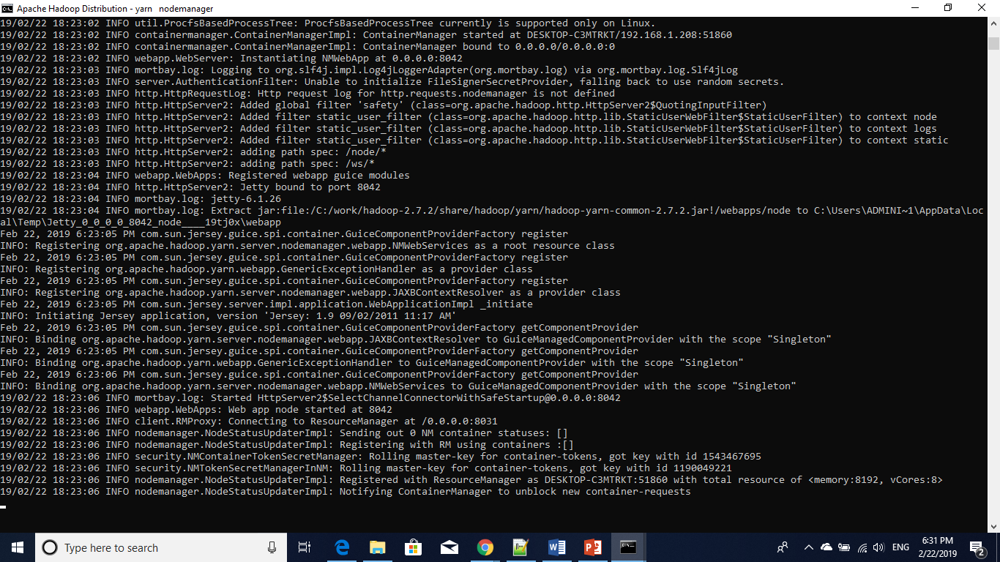 Apache Hadoop Distribution - yarn   nodemanager
19/02/22 18:23:02 INFO util.ProcfsBasedProcessTree: ProcfsBasedProcessTree currently is supported only on Linux.
19/02/22 18:23:02 INFO containermanager.ContainerManagerImpl: ContainerManager started at DESKTOP-C3MTRKT/192.168.1.208:51860
19/02/22 18:23:02 INFO containermanager.ContainerManagerImpl: ContainerManager bound to 0.0.0.0/0.0.0.0:0
19/02/22 18:23:02 INFO webapp.WebServer: Instantiating NMWebApp at 0.0.0.0:8042
19/02/22 18:23:03 INFO mortbay.log: Logging to org.slf4j.impl.Log4jLoggerAdapter(org.mortbay.log) via org.mortbay.log.Slf4jLog
19/02/22 18:23:03 INFO server.AuthenticationFilter: Unable to initialize FileSignerSecretProvider, falling back to use random secrets.
19/02/22 18:23:03 INFO http.HttpRequestLog: Http request log for http.requests.nodemanager is not defined
19/02/22 18:23:03 INFO http.HttpServer2: Added global filter 'safety' (class=org.apache.hadoop.http.HttpServer2$QuotingInputFilter)
19/02/22 18:23:03 INFO http.HttpServer2: Added filter static_user_filter (class=org.apache.hadoop.http.lib.StaticUserWebFilter$StaticUserFilter) to context node
19/02/22 18:23:03 INFO http.HttpServer2: Added filter static_user_filter (class=org.apache.hadoop.http.lib.StaticUserWebFilter$StaticUserFilter) to context logs
19/02/22 18:23:03 INFO http.HttpServer2: Added filter static_user_filter (class=org.apache.hadoop.http.lib.StaticUserWebFilter$StaticUserFilter) to context static
19/02/22 18:23:03 INFO http.HttpServer2: adding path spec: /node/*
19/02/22 18:23:03 INFO http.HttpServer2: adding path spec: /ws/*
19/02/22 18:23:04 INFO webapp.WebApps: Registered webapp guice modules
19/02/22 18:23:04 INFO http.HttpServer2: Jetty bound to port 8042
19/02/22 18:23:04 INFO mortbay.log: jetty-6.1.26
19/02/22 18:23:04 INFO mortbay.log: Extract jar:file:/C:/work/hadoop-2.7.2/share/hadoop/yarn/hadoop-yarn-common-2.7.2.jar!/webapps/node to C:\Users\ADMINI~1\AppData\Loc
al\Temp\Jetty_0_0_0_0_8042_node____19tj0x\webapp
Feb 22, 2019 6:23:05 PM com.sun.jersey.guice.spi.container.GuiceComponentProviderFactory register
INFO: Registering org.apache.hadoop.yarn.server.nodemanager.webapp.NMWebServices as a root resource class
Feb 22, 2019 6:23:05 PM com.sun.jersey.guice.spi.container.GuiceComponentProviderFactory register
INFO: Registering org.apache.hadoop.yarn.webapp.GenericExceptionHandler as a provider class
Feb 22, 2019 6:23:05 PM com.sun.jersey.guice.spi.container.GuiceComponentProviderFactory register
INFO: Registering org.apache.hadoop.yarn.server.nodemanager.webapp.JAXBContextResolver as a provider class
Feb 22, 2019 6:23:05 PM com.sun.jersey.server.impl.application.WebApplicationImpl _initiate
INFO: Initiating Jersey application, version 'Jersey: 1.9 09/02/2011 11:17 AM'
Feb 22, 2019 6:23:05 PM com.sun.jersey.guice.spi.container.GuiceComponentProviderFactory getComponentProvider
INFO: Binding org.apache.hadoop.yarn.server.nodemanager.webapp.JAXBContextResolver to GuiceManagedComponentProvider with the scope "Singleton"
Feb 22, 2019 6:23:05 PM com.sun.jersey.guice.spi.container.GuiceComponentProviderFactory getComponentProvider
INFO: Binding org.apache.hadoop.yarn.webapp.GenericExceptionHandler to GuiceManagedComponentProvider with the scope "Singleton"
Feb 22, 2019 6:23:06 PM com.sun.jersey.guice.spi.container.GuiceComponentProviderFactory getComponentProvider
INFO: Binding org.apache.hadoop.yarn.server.nodemanager.webapp.NMWebServices to GuiceManagedComponentProvider with the scope "Singleton"
19/02/22 18:23:06 INFO mortbay.log: Started HttpServer2$SelectChannelConnectorWithSafeStartup@0.0.0.0:8042
19/02/22 18:23:06 INFO webapp.WebApps: Web app node started at 8042
19/02/22 18:23:06 INFO client.RMProxy: Connecting to ResourceManager at /0.0.0.0:8031
19/02/22 18:23:06 INFO nodemanager.NodeStatusUpdaterImpl: Sending out 0 NM container statuses: []
19/02/22 18:23:06 INFO nodemanager.NodeStatusUpdaterImpl: Registering with RM using containers :[]
19/02/22 18:23:06 INFO security.NMContainerTokenSecretManager: Rolling master-key for container-tokens, got key with id 1543467695
19/02/22 18:23:06 INFO security.NMTokenSecretManagerInNM: Rolling master-key for container-tokens, got key with id 1190049221
19/02/22 18:23:06 INFO nodemanager.NodeStatusUpdaterImpl: Registered with ResourceManager as DESKTOP-C3MTRKT:51860 with total resource of <memory:8192, vCores:8>
19/02/22 18:23:06 INFO nodemanager.NodeStatusUpdaterImpl: Notifying ContainerManager to unblock new container-requests
Type here to search
ENG
6:31 PM
2/22/2019
2